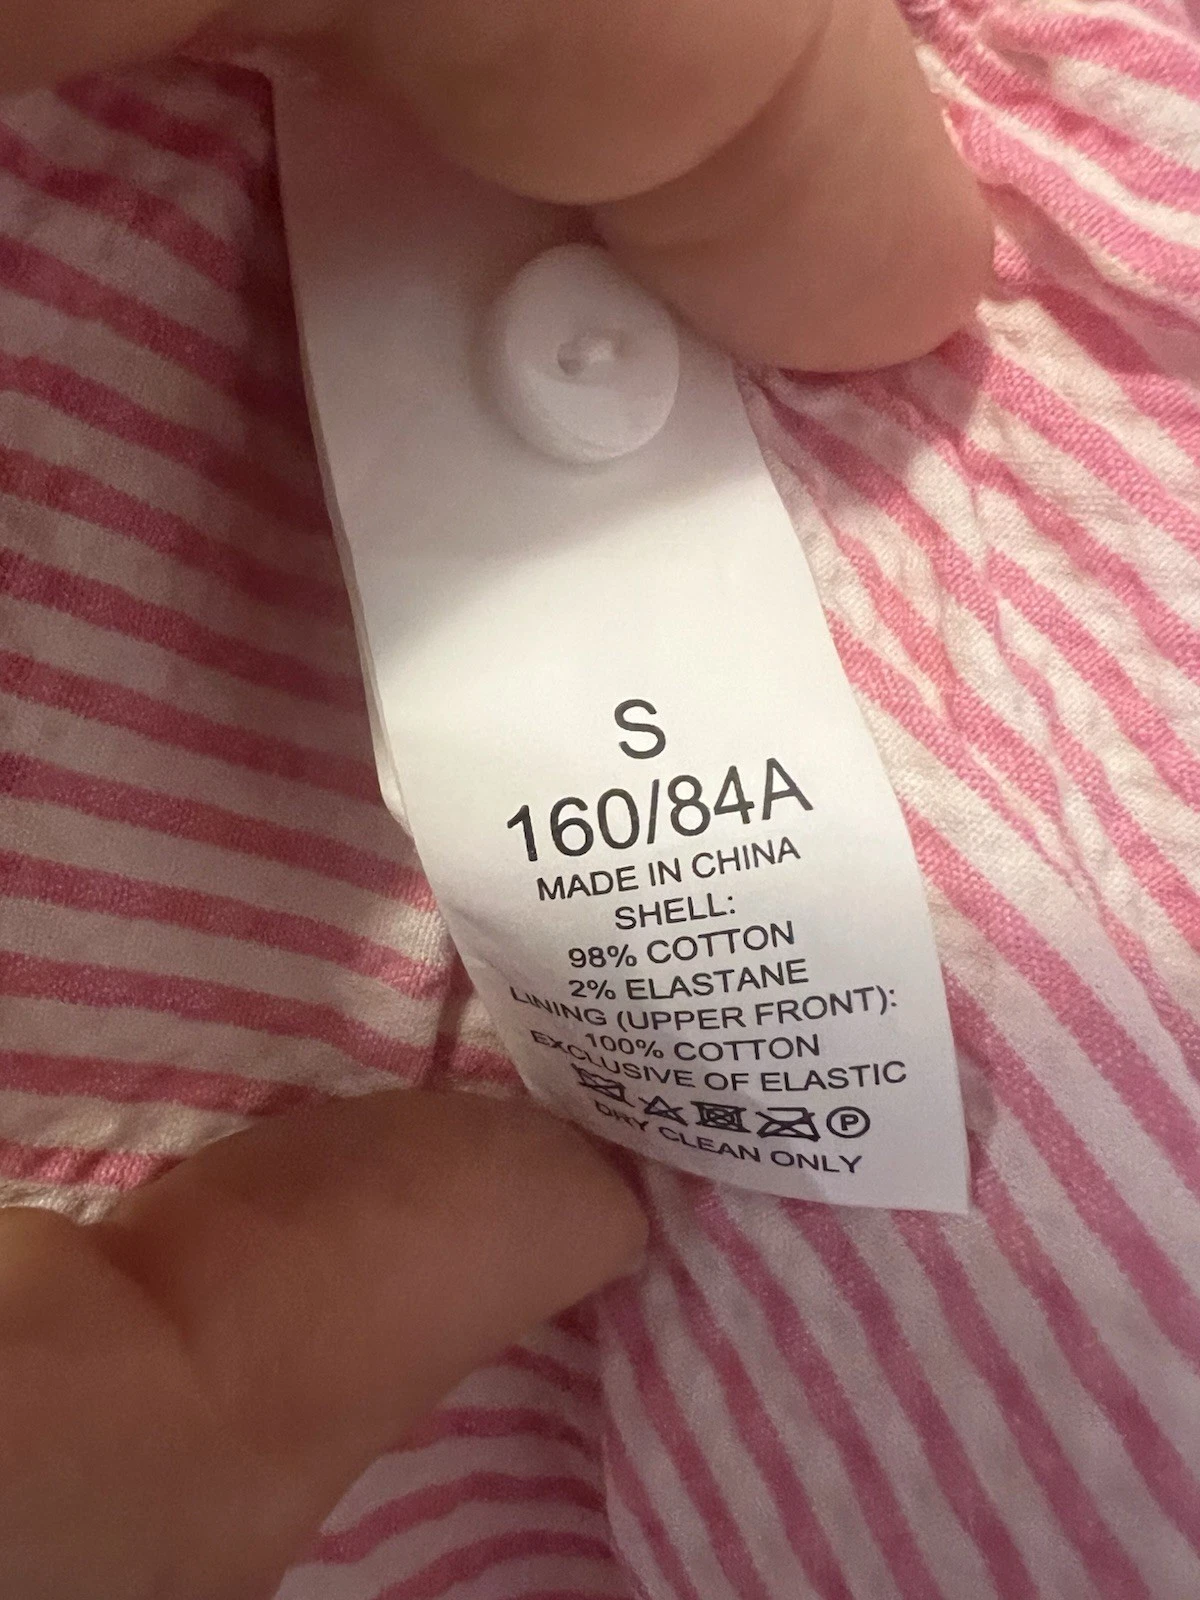 S
160/84A
MADE IN CHINA
SHELL:
98% COTTON
2% ELASTANE
LINING (UPPER FRONT):
100% COTTON
EXCLUSIVE OF ELASTIC
P
DRY CLEAN ONLY